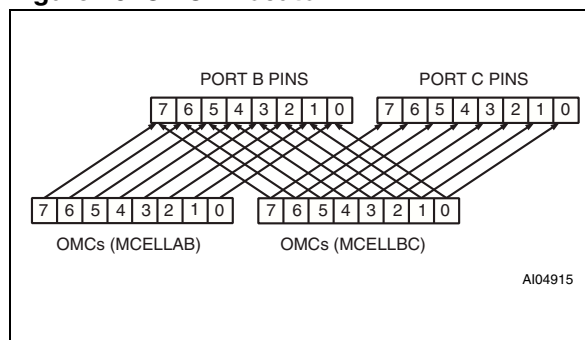 PORT B PINS
PORT C PINS
7 6 5 4 3 2 1 0
7 6 5 4 3 2 1 0
7 6 5 4 3 2 1 0
7 6 5 4 3 2 1 0
OMCs (MCELLAB)
OMCs (MCELLBC)
AI04915